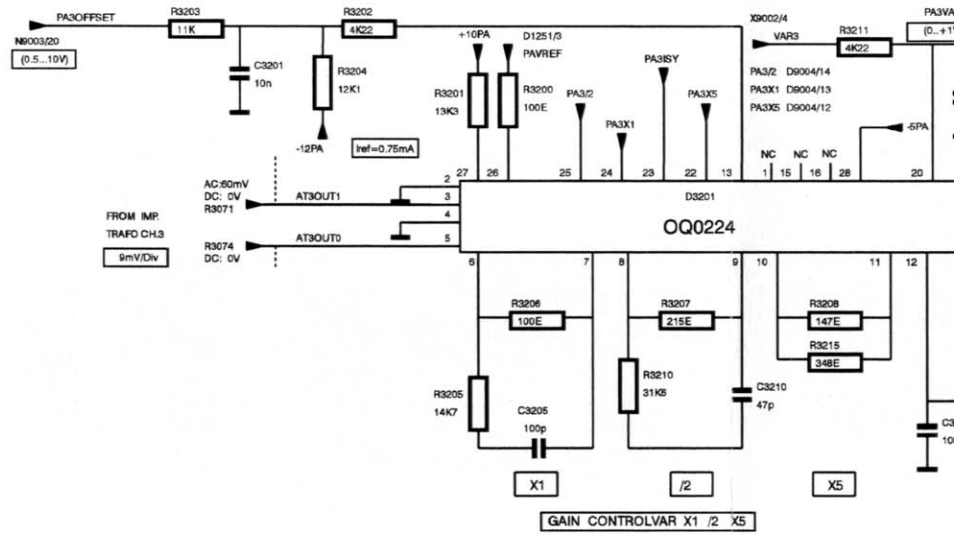 PA3OFFSET
N9003/20
(0.5...10V)
R3203
11K
R3202
4K22
C3201
10n
R3204
12K1
-12PA
Iref=0.75mA
+10PA
D1251/3
PAVREF
R3201
13K3
R3200
100E
PA3/2
PA3X1
PA3ISY
PA3X5
X9002/4
VAR3
R3211
4K22
PA3VA
(0..+1V
PA3/2 D9004/14
PA3X1 D9004/13
PA3X5 D9004/12
-5PA
NC NC NC
27 26 25 24 23 22 13 1 15 16 28 20
AC:60mV
DC: 0V
R3071
AT3OUT1
FROM IMP.
TRAFO CH.3
9mV/Div
R3074
DC: 0V
AT3OUT0
2
3
4
5
D3201
OQ0224
6 7 8 9 10 11 12
R3206
100E
R3207
215E
R3208
147E
R3215
348E
R3205
14K7
C3205
100p
R3210
31K6
C3210
47p
C3
10
X1 /2 X5
GAIN CONTROLVAR X1 /2 X5